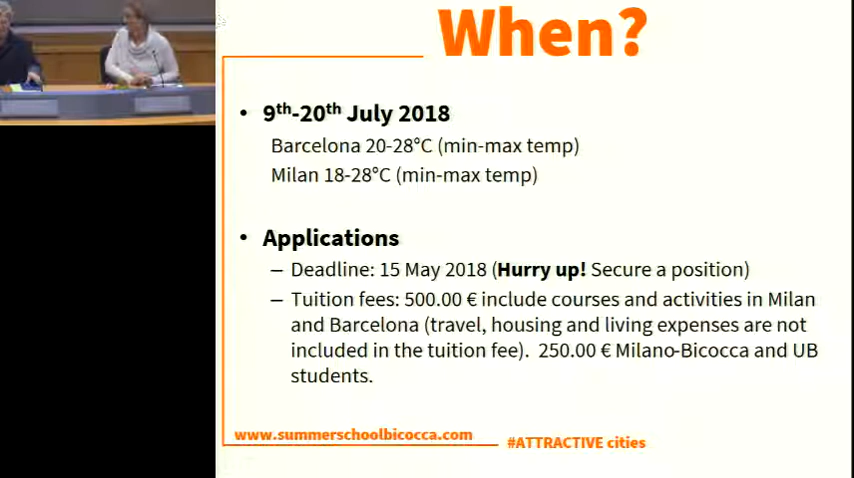 When?
• 9th-20th July 2018
Barcelona 20-28°C (min-max temp)
Milan 18-28°C (min-max temp)
• Applications
– Deadline: 15 May 2018 (Hurry up! Secure a position)
– Tuition fees: 500.00 € include courses and activities in Milan
and Barcelona (travel, housing and living expenses are not
included in the tuition fee). 250.00 € Milano-Bicocca and UB
students.
www.summerschoolbicocca.com
#ATTRACTIVE cities